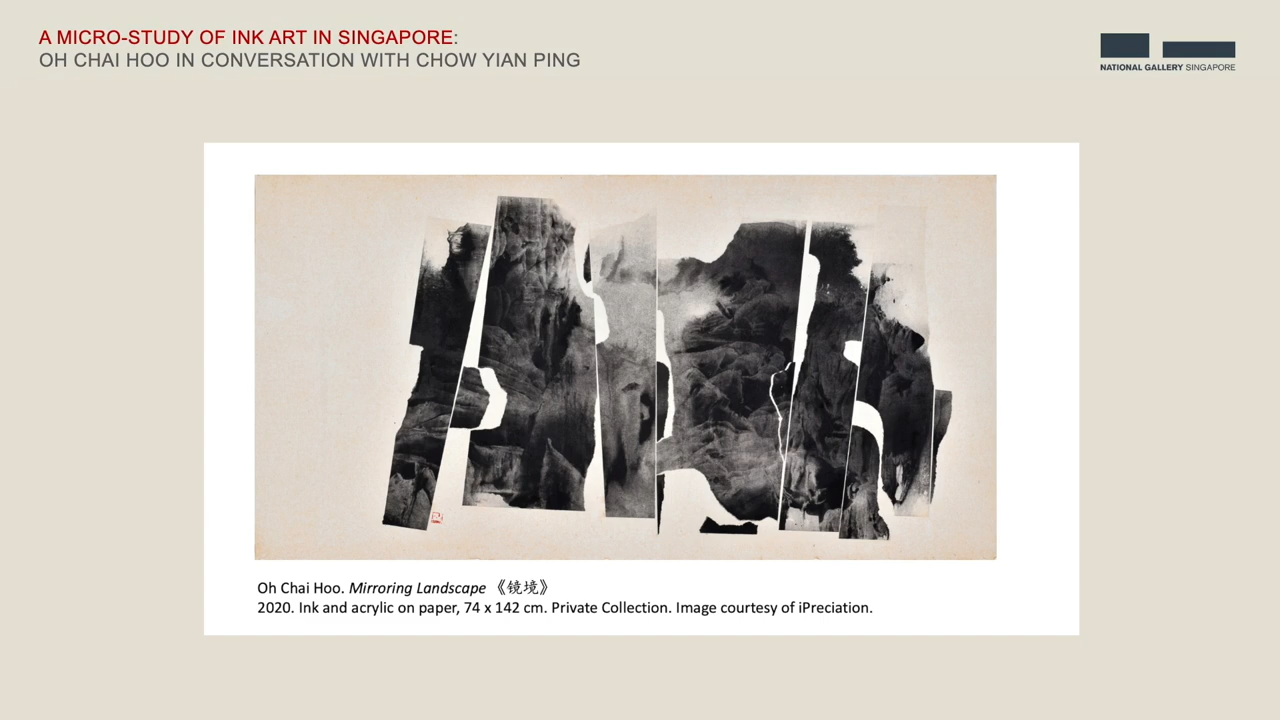 A MICRO-STUDY OF INK ART IN SINGAPORE:
OH CHAI HOO IN CONVERSATION WITH CHOW YIAN PING
NATIONAL GALLERY SINGAPORE
Oh Chai Hoo. Mirroring Landscape 《镜境》
2020. Ink and acrylic on paper, 74 x 142 cm. Private Collection. Image courtesy of iPreciation.